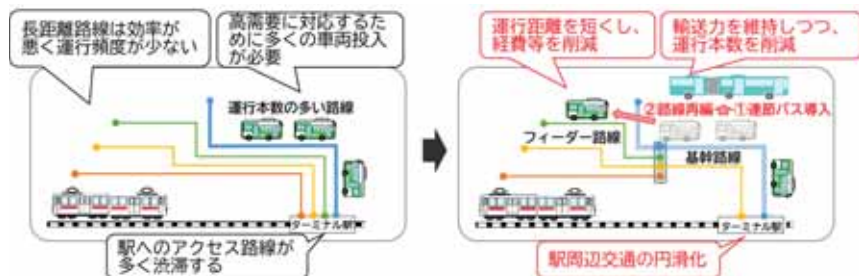 長距離路線は効率が
悪く運行頻度が少ない
高需要に対応するため
に多くの車両投入
が必要
運行本数の多い路線
ターミナル駅
駅へのアクセス路線が
多く渋滞する
運行距離を短くし、
経費等を削減
輸送力を維持しつつ、
運行本数を削減
②路線再編
①連節バス導入
フィーダー路線
基幹路線
ターミナル駅
駅周辺交通の円滑化